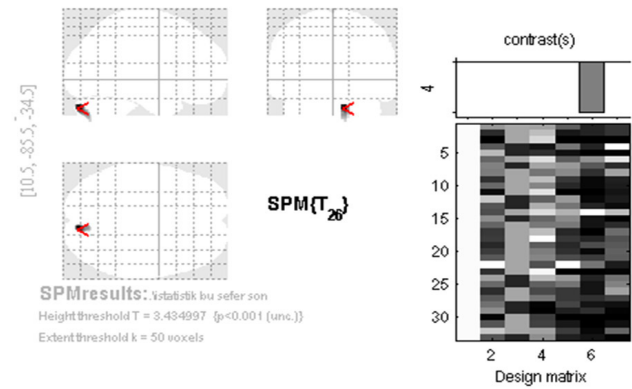 contrast(s)
4
[10.5, -85.5, -34.5]
SPM{T26}
5
10
15
20
25
30
2 4 6
Design matrix
SPMresults: .\istatistik bu sefer son
Height threshold T = 3.434997 {p<0.001 (unc.)}
Extent threshold k = 50 voxels